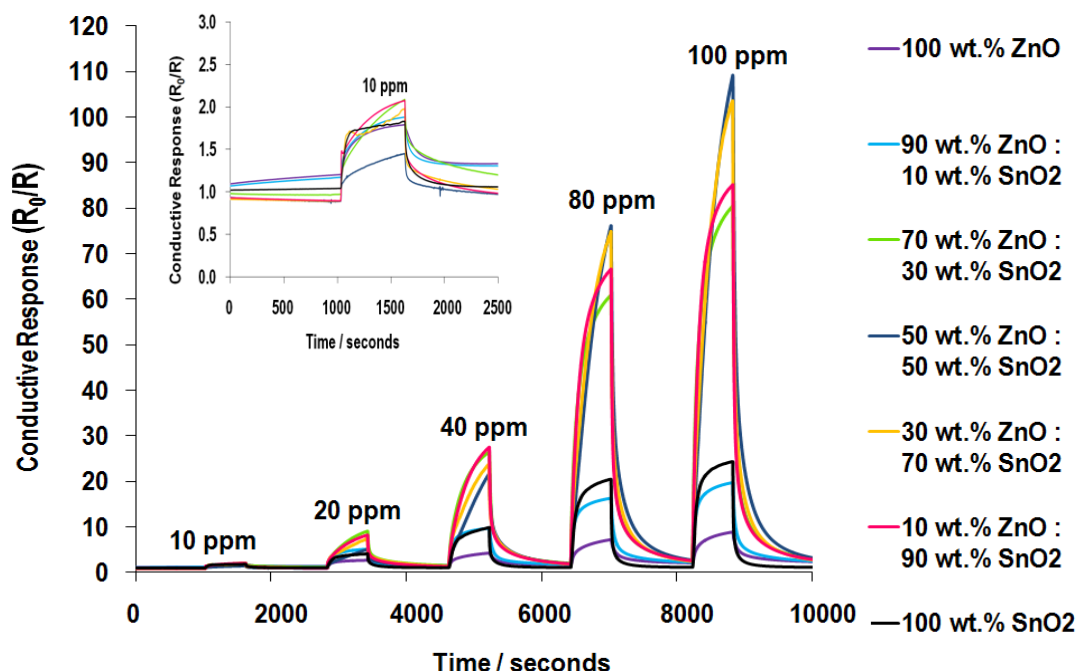 Conductive Response (R0/R)
120
110
100
90
80
70
60
50
40
30
20
10
0
0
2000
4000
6000
8000
10000
Time / seconds
10 ppm
20 ppm
40 ppm
80 ppm
100 ppm
Conductive Response (R0/R)
3.0
2.5
2.0
1.5
1.0
0.5
0.0
10 ppm
0
500
1000
1500
2000
2500
Time / seconds
100 wt.% ZnO
90 wt.% ZnO :
10 wt.% SnO2
70 wt.% ZnO :
30 wt.% SnO2
50 wt.% ZnO :
50 wt.% SnO2
30 wt.% ZnO :
70 wt.% SnO2
10 wt.% ZnO :
90 wt.% SnO2
100 wt.% SnO2